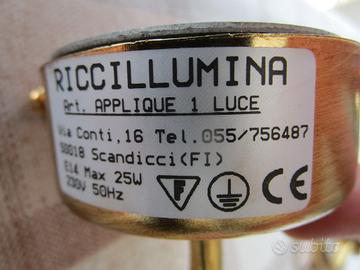 RICCILLUMINA
Art. APPLIQUE 1 LUCE
Via Conti,16 Tel.055/756487
50018 Scandicci(FI)
E14 Max 25W
230V 50Hz
F
CE
subito